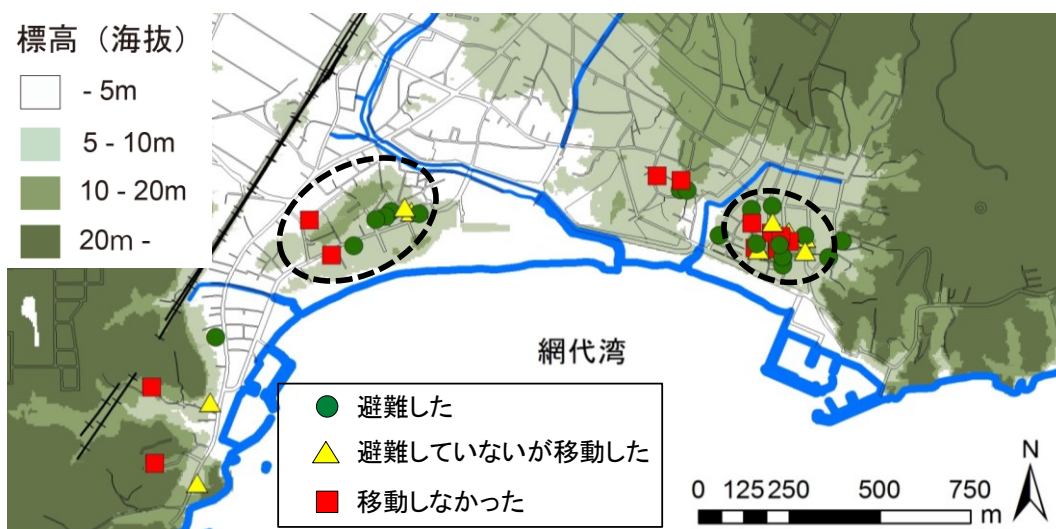 標高（海抜）
- 5m
5 - 10m
10 - 20m
20m -
網代湾
避難した
避難していないが移動した
移動しなかった
N
0 125 250 500 750
m